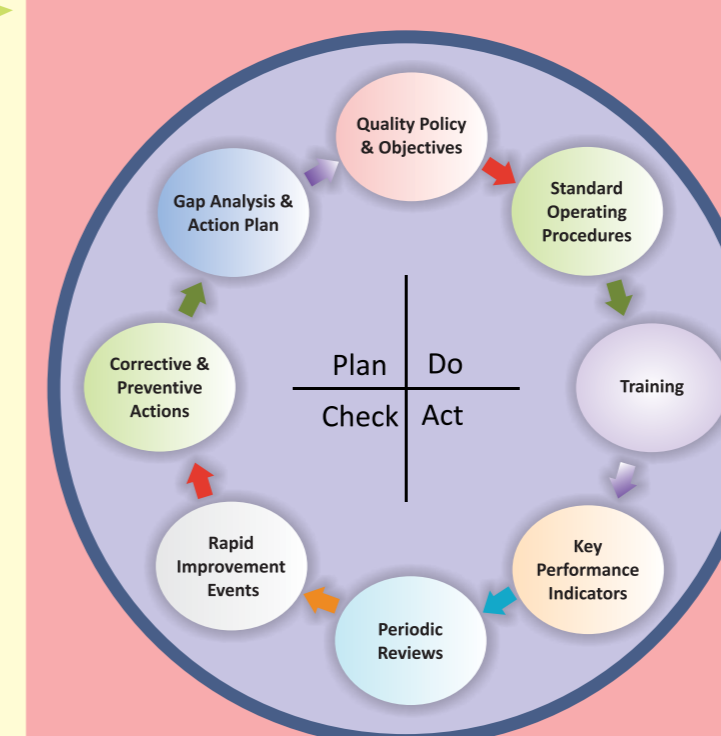 Quality Policy
& Objectives
Standard
Operating
Procedures
Training
Key
Performance
Indicators
Periodic
Reviews
Rapid
Improvement
Events
Corrective &
Preventive
Actions
Gap Analysis &
Action Plan
Plan
Do
Check
Act